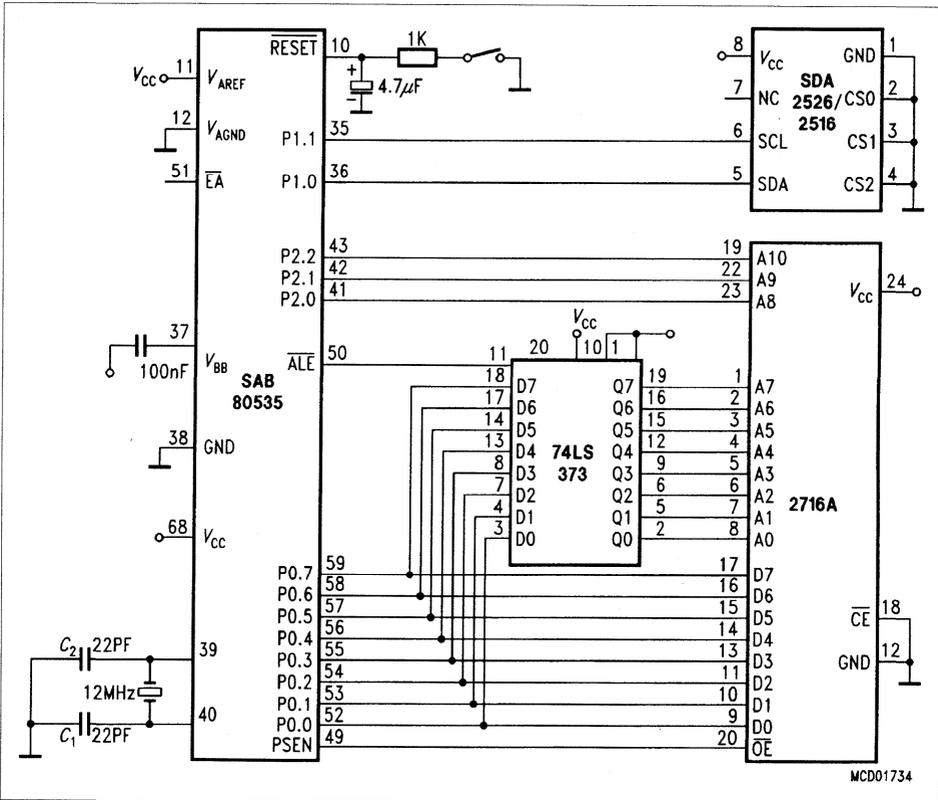 RESET
10
1K
+
4.7μF
−
VCC
11
VAREF
12
VAGND
51
EA
P1.1
35
P1.0
36
P2.2
43
P2.1
42
P2.0
41
37
100nF
VBB
ALE
50
SAB
80535
38
GND
68
VCC
P0.7
59
P0.6
58
P0.5
57
P0.4
56
P0.3
55
P0.2
54
P0.1
53
P0.0
52
PSEN
49
39
40
C2
22PF
12MHz
C1
22PF
8
VCC
7
NC
6
SCL
5
SDA
SDA
2526/
2516
GND
1
CS0
2
CS1
3
CS2
4
VCC
20
10
1
11
18
D7
17
D6
14
D5
13
D4
8
D3
7
D2
4
D1
3
D0
74LS
373
Q7
19
Q6
16
Q5
15
Q4
12
Q3
9
Q2
6
Q1
5
Q0
2
19
A10
22
A9
23
A8
1
A7
2
A6
3
A5
4
A4
5
A3
6
A2
7
A1
8
A0
17
D7
16
D6
15
D5
14
D4
13
D3
11
D2
10
D1
9
D0
20
OE
2716A
VCC
24
CE
18
GND
12
MCD01734